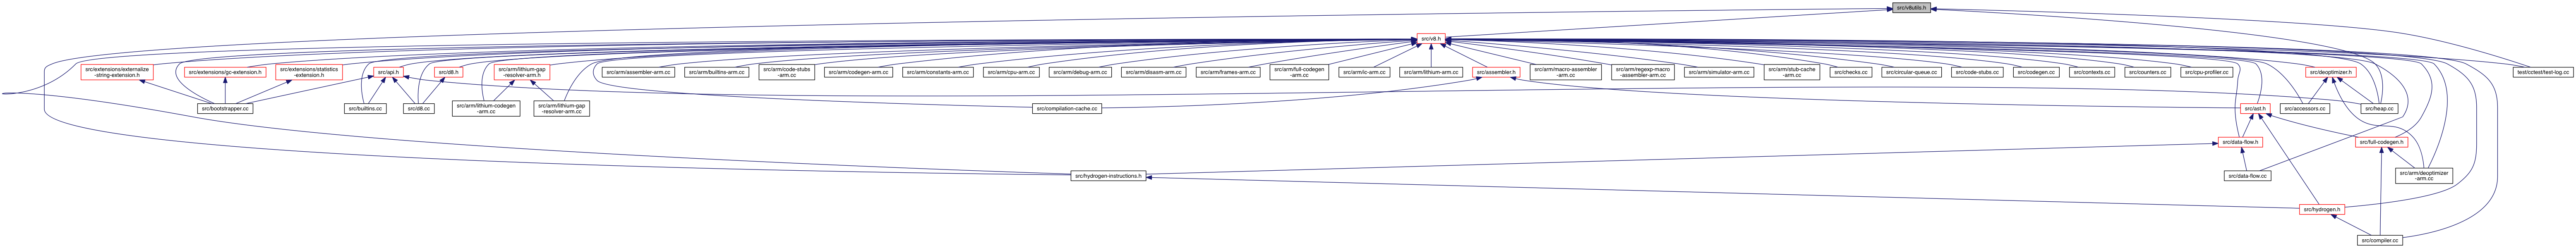 src/v8utils.h
src/v8.h
src/extensions/externalize
-string-extension.h
src/extensions/gc-extension.h
src/extensions/statistics
-extension.h
src/api.h
src/d8.h
src/arm/lithium-gap
-resolver-arm.h
src/arm/assembler-arm.cc
src/arm/builtins-arm.cc
src/arm/code-stubs
-arm.cc
src/arm/codegen-arm.cc
src/arm/constants-arm.cc
src/arm/cpu-arm.cc
src/arm/debug-arm.cc
src/arm/disasm-arm.cc
src/arm/frames-arm.cc
src/arm/full-codegen
-arm.cc
src/arm/ic-arm.cc
src/arm/lithium-arm.cc
src/assembler.h
src/arm/macro-assembler
-arm.cc
src/arm/regexp-macro
-assembler-arm.cc
src/arm/simulator-arm.cc
src/arm/stub-cache
-arm.cc
src/checks.cc
src/circular-queue.cc
src/code-stubs.cc
src/codegen.cc
src/contexts.cc
src/counters.cc
src/cpu-profiler.cc
src/deoptimizer.h
test/cctest/test-log.cc
src/bootstrapper.cc
src/builtins.cc
src/d8.cc
src/arm/lithium-codegen
-arm.cc
src/arm/lithium-gap
-resolver-arm.cc
src/compilation-cache.cc
src/ast.h
src/accessors.cc
src/heap.cc
src/data-flow.h
src/full-codegen.h
src/hydrogen-instructions.h
src/data-flow.cc
src/arm/deoptimizer
-arm.cc
src/hydrogen.h
src/compiler.cc